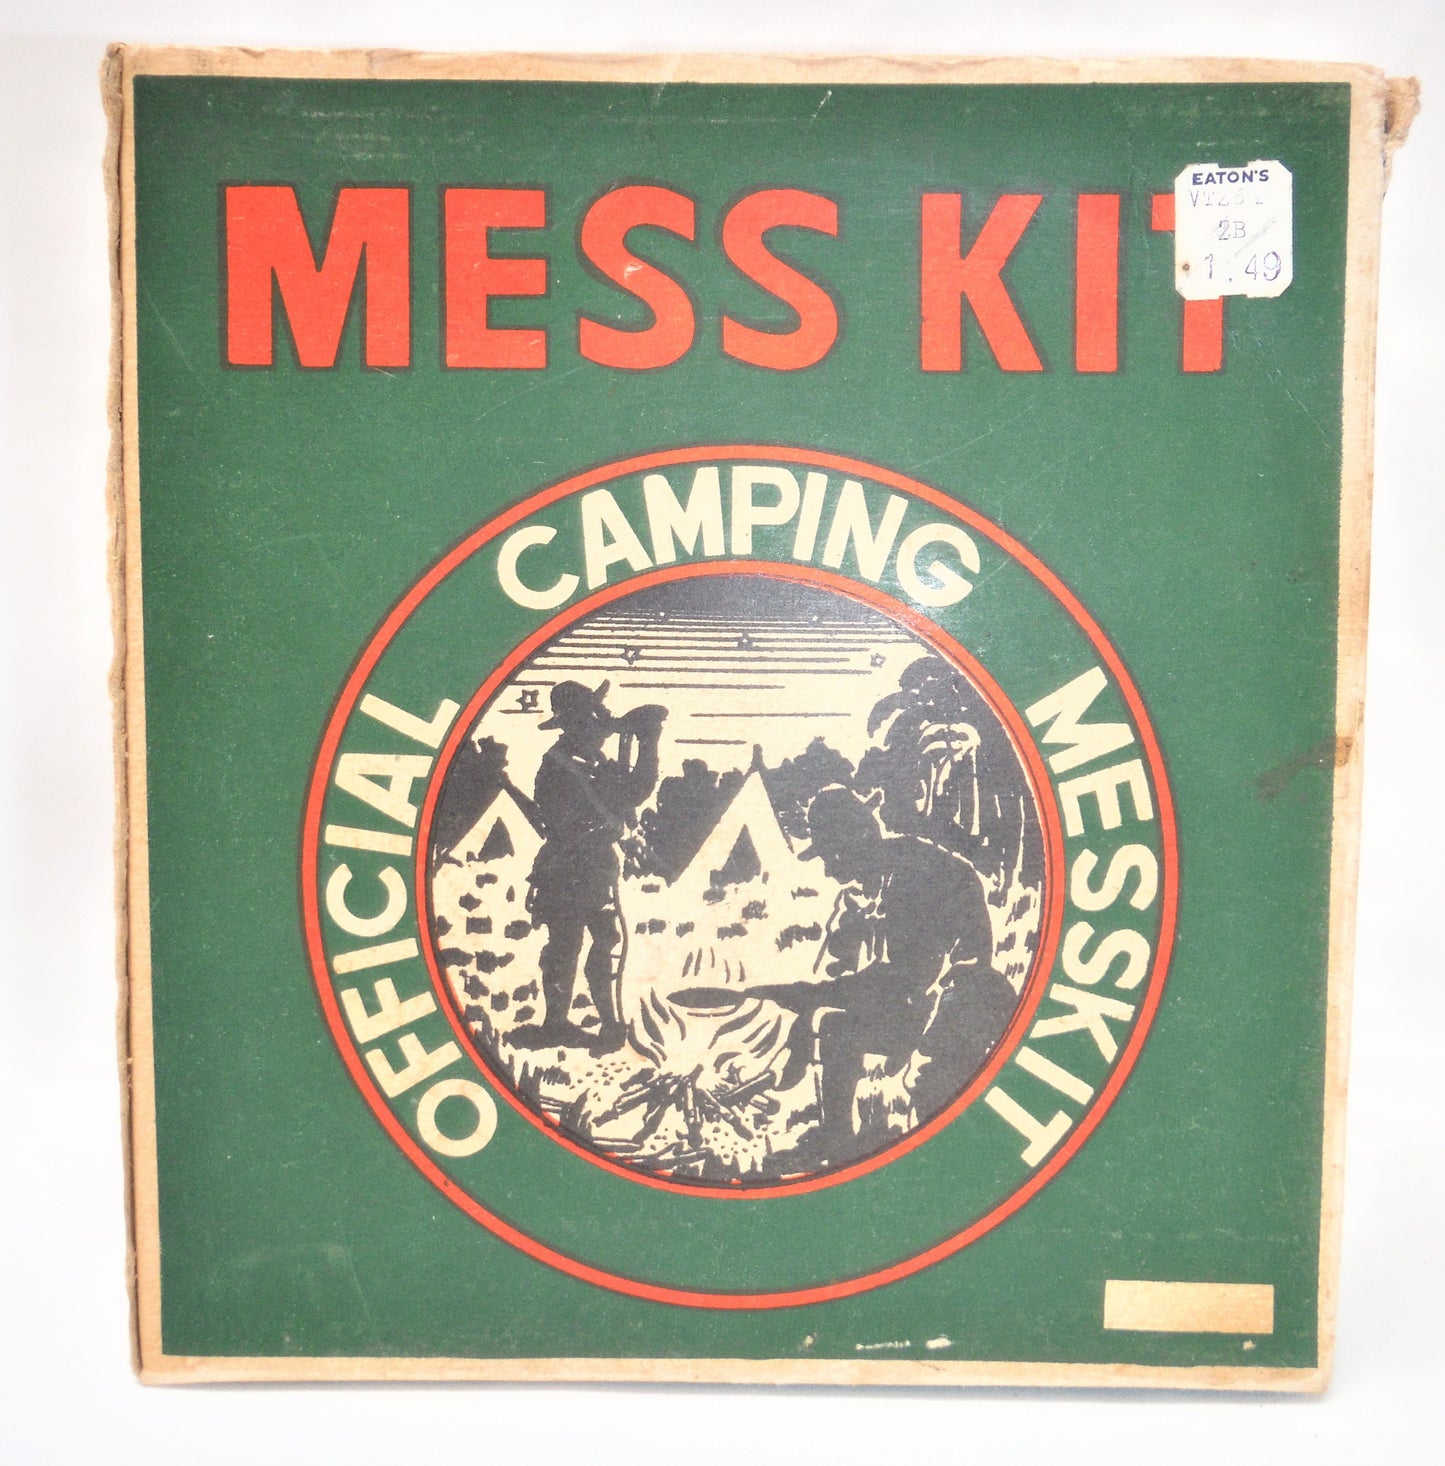 MESS KIT
EATON'S
2B
1.49
OFFICIAL CAMPING MESSKIT